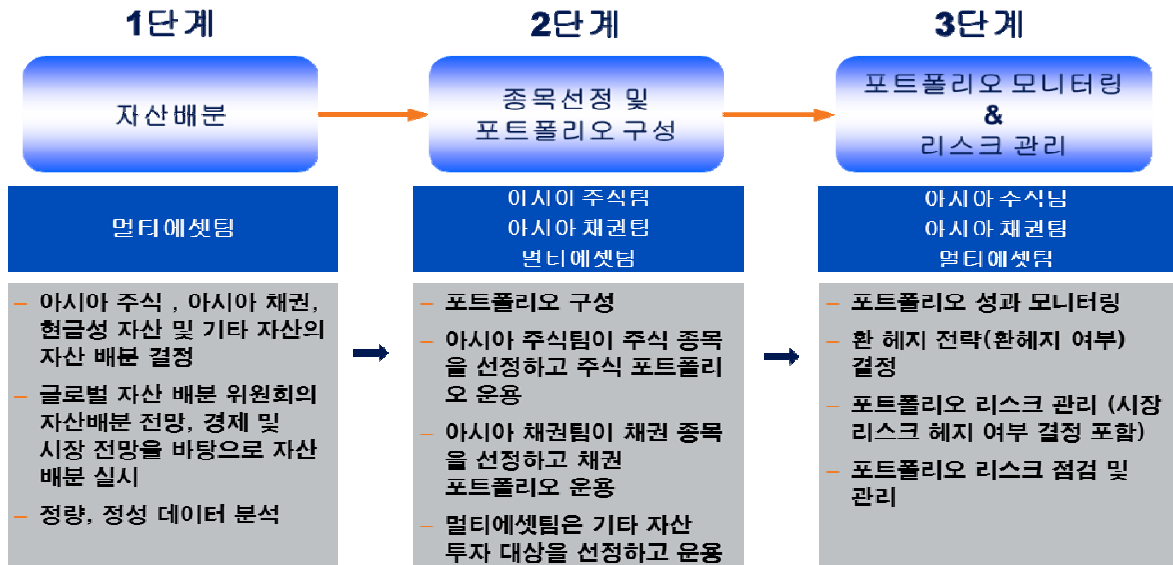 1단계
자산배분
멀티에셋팀
– 아시아 주식 , 아시아 채권,
현금성 자산 및 기타 자산의
자산 배분 결정
– 글로벌 자산 배분 위원회의
자산배분 전망, 경제 및
시장 전망을 바탕으로 자산
배분 실시
– 정량, 정성 데이터 분석
2단계
종목선정 및
포트폴리오 구성
아시아 주식팀
아시아 채권팀
멀티에셋팀
– 포트폴리오 구성
– 아시아 주식팀이 주식 종목
을 선정하고 주식 포트폴리
오 운용
– 아시아 채권팀이 채권 종목
을 선정하고 채권
포트폴리오 운용
– 멀티에셋팀은 기타 자산
투자 대상을 선정하고 운용
3단계
포트폴리오 모니터링
&
리스크 관리
아시아 주식팀
아시아 채권팀
멀티에셋팀
– 포트폴리오 성과 모니터링
– 환 헤지 전략(환헤지 여부)
결정
– 포트폴리오 리스크 관리 (시장
리스크 헤지 여부 결정 포함)
– 포트폴리오 리스크 점검 및
관리